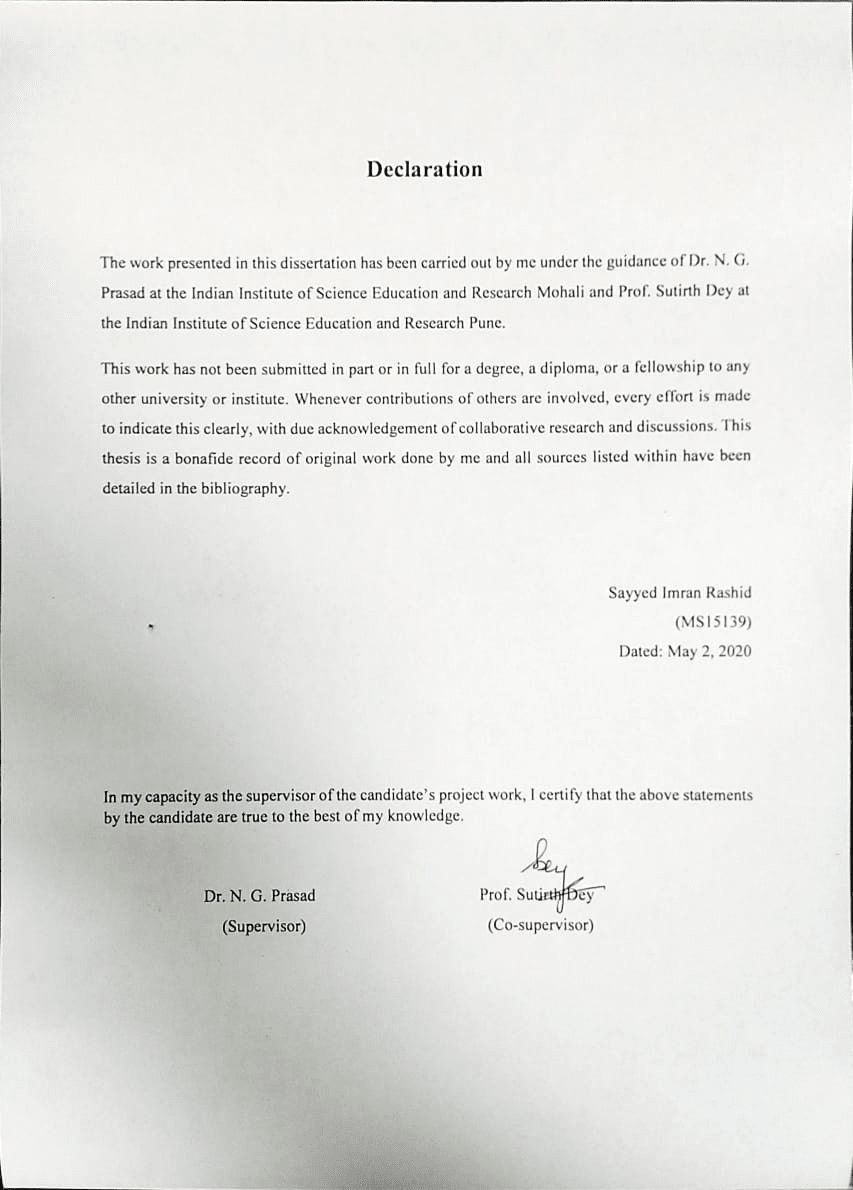 Declaration
The work presented in this dissertation has been carried out by me under the guidance of Dr. N. G.
Prasad at the Indian Institute of Science Education and Research Mohali and Prof. Sutirth Dey at
the Indian Institute of Science Education and Research Pune.
This work has not been submitted in part or in full for a degree, a diploma, or a fellowship to any
other university or institute. Whenever contributions of others are involved, every effort is made
to indicate this clearly, with due acknowledgement of collaborative research and discussions. This
thesis is a bonafide record of original work done by me and all sources listed within have been
detailed in the bibliography.
Sayyed Imran Rashid
(MS15139)
Dated: May 2, 2020
In my capacity as the supervisor of the candidate’s project work, I certify that the above statements
by the candidate are true to the best of my knowledge.
Dey
Dr. N. G. Prasad Prof. Sutirth Dey
(Supervisor) (Co-supervisor)